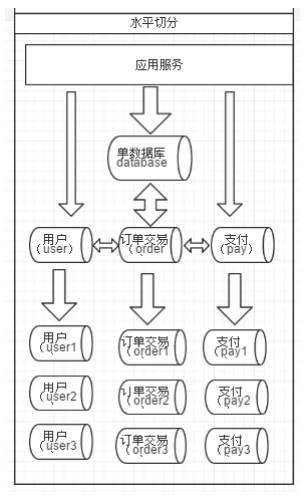 水平切分
应用服务
单数据库
database
用户
（user）
订单交易
（order
支付
（pay）
用户
（user1
订单交易
（order1
支付
（pay1
用户
（user2
订单交易
（order2
支付
（pay2
用户
（user3
订单交易
（order3
支付
（pay3